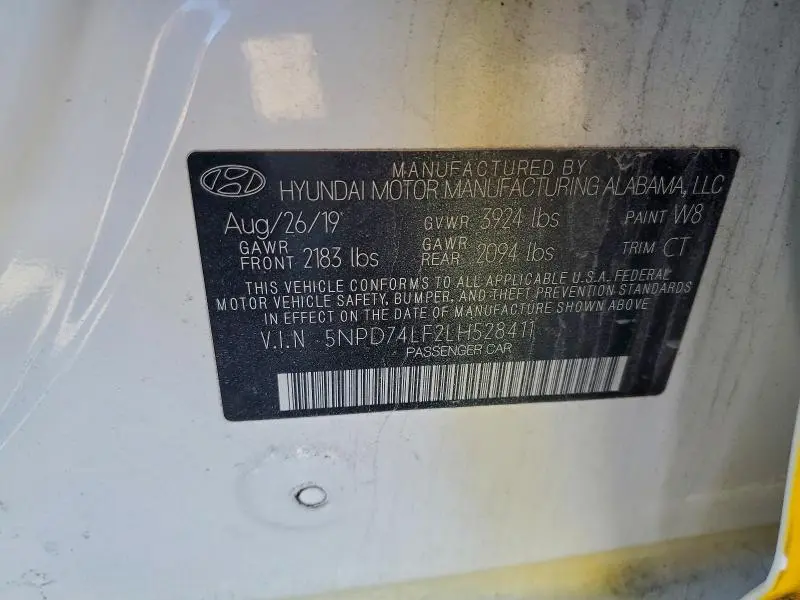 MANUFACTURED BY
HYUNDAI MOTOR MANUFACTURING ALABAMA, LLC
Aug/26/19 GVWR 3924 lbs PAINT W8
GAWR FRONT 2183 lbs GAWR REAR 2094 lbs TRIM CT
THIS VEHICLE CONFORMS TO ALL APPLICABLE U.S.A. FEDERAL
MOTOR VEHICLE SAFETY, BUMPER, AND THEFT PREVENTION STANDARDS
IN EFFECT ON THE DATE OF MANUFACTURE SHOWN ABOVE
V.I.N 5NPD74LF2LH528411
PASSENGER CAR